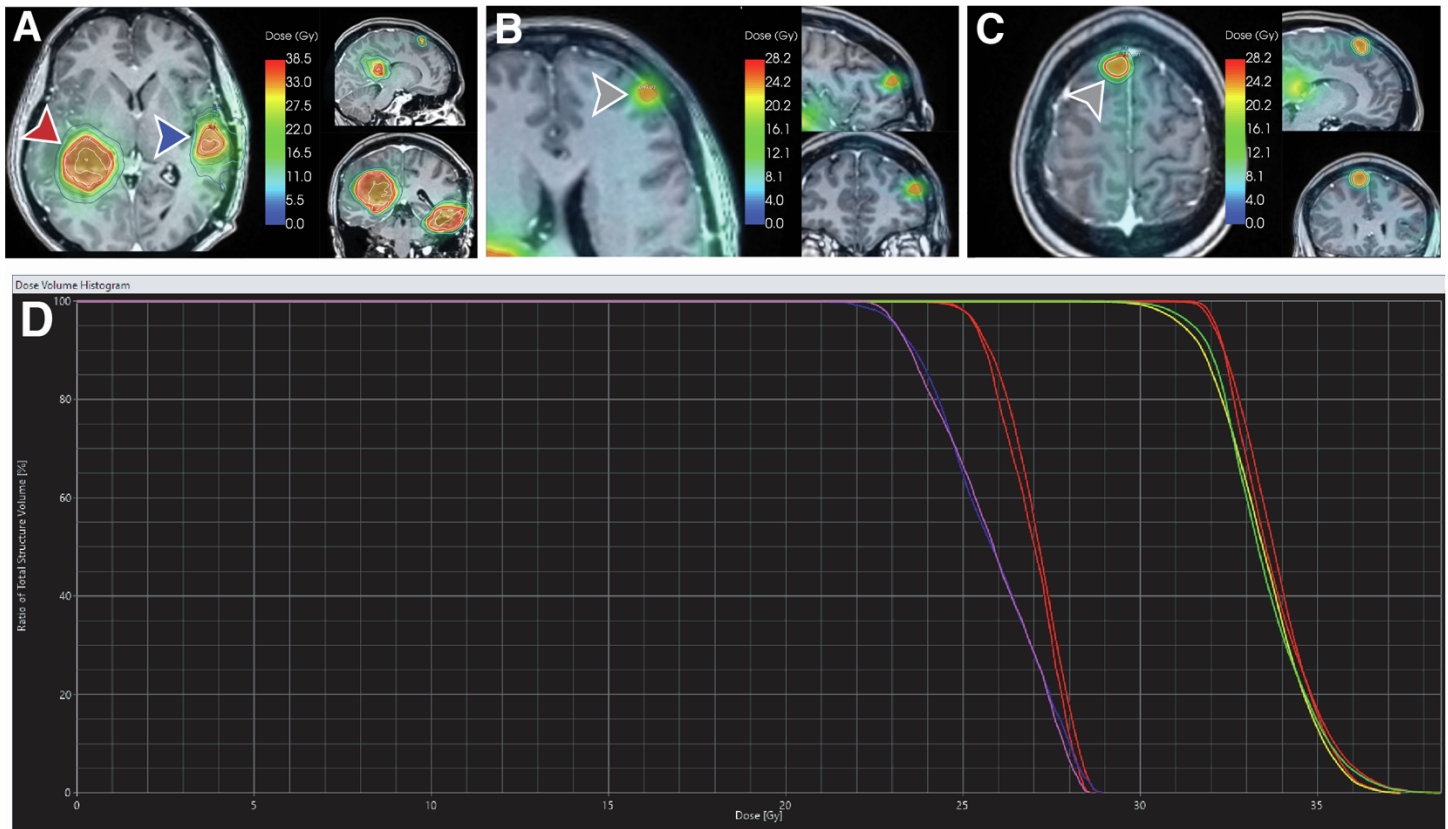 A
Dose (Gy)
38.5
33.0
27.5
22.0
16.5
11.0
5.5
0.0
B
Dose (Gy)
28.2
24.2
20.2
16.1
12.1
8.1
4.0
0.0
C
Dose (Gy)
28.2
24.2
20.2
16.1
12.1
8.1
4.0
0.0
Dose Volume Histogram
D
Ratio of Total Structure Volume [%]
100
80
60
40
20
0
0 5 10 15 20 25 30 35
Dose [Gy]